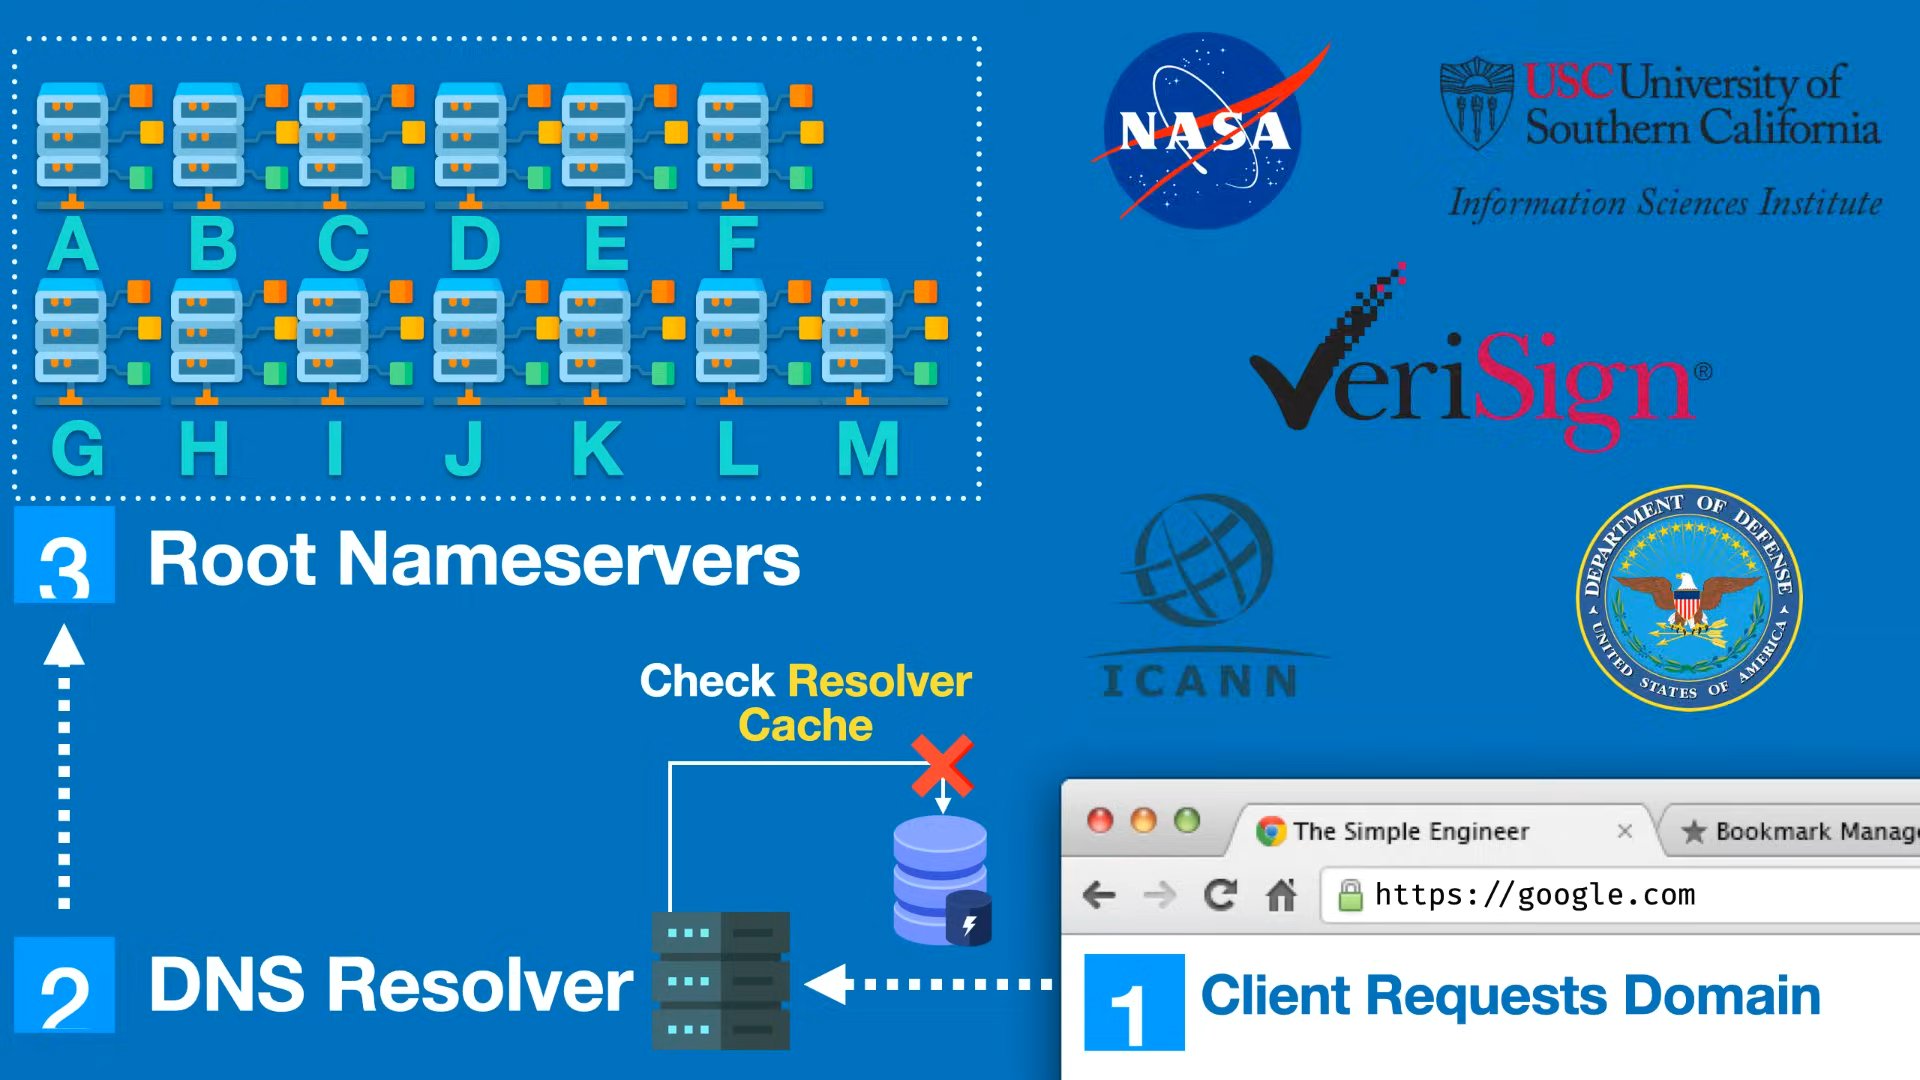 A B C D E F
G H I J K L M
3 Root Nameservers
Check Resolver
Cache
2 DNS Resolver
NASA
USC University of
Southern California
Information Sciences Institute
VeriSign®
ICANN
DEPARTMENT OF DEFENSE
UNITED STATES OF AMERICA
The Simple Engineer × Bookmark Manage
https://google.com
1 Client Requests Domain